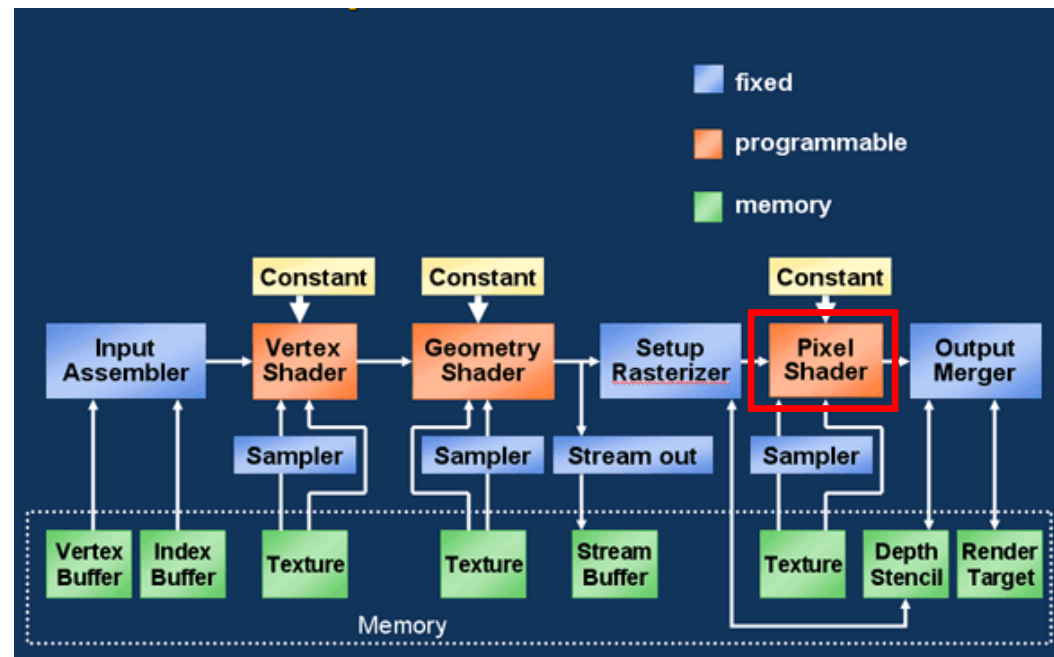 fixed
programmable
memory
Constant
Constant
Constant
Input
Assembler
Vertex
Shader
Geometry
Shader
Setup
Rasterizer
Pixel
Shader
Output
Merger
Sampler
Sampler
Stream out
Sampler
Vertex
Buffer
Index
Buffer
Texture
Texture
Stream
Buffer
Texture
Depth
Stencil
Render
Target
Memory